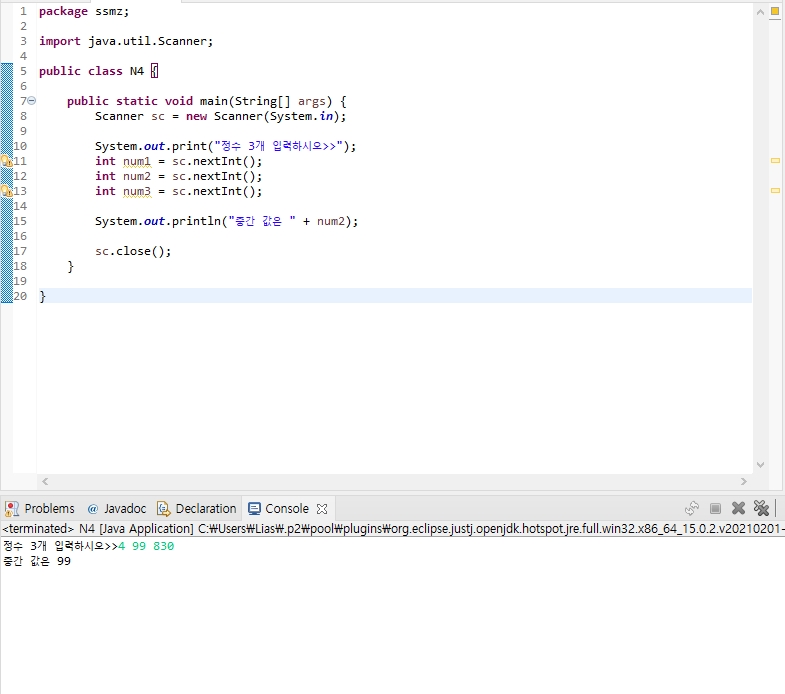 1 package ssmz;
2
3 import java.util.Scanner;
4
5 public class N4 {
6
7 public static void main(String[] args) {
8 Scanner sc = new Scanner(System.in);
9
10 System.out.print("정수 3개 입력하시오>>");
11 int num1 = sc.nextInt();
12 int num2 = sc.nextInt();
13 int num3 = sc.nextInt();
14
15 System.out.println("중간 값은 " + num2);
16
17 sc.close();
18 }
19
20 }
Problems @ Javadoc Declaration Console
<terminated> N4 [Java Application] C:₩Users₩Lias₩.p2₩pool₩plugins₩org.eclipse.justj.openjdk.hotspot.jre.full.win32.x86_64_15.0.2.v20210201-
정수 3개 입력하시오>>4 99 830
중간 값은 99